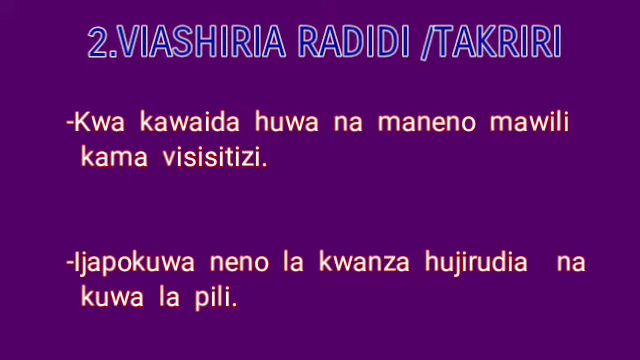 2.VIASHIRIA RADIDI /TAKRIRI
-Kwa kawaida huwa na maneno mawili
kama visisitizi.
-Ijapokuwa neno la kwanza hujirudia na
kuwa la pili.